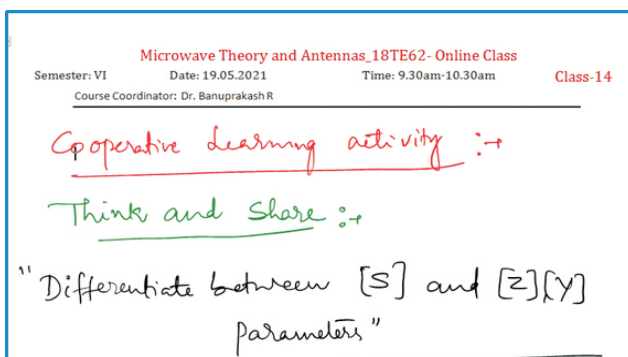 Microwave Theory and Antennas_18TE62- Online Class
Semester: VI Date: 19.05.2021 Time: 9.30am-10.30am Class-14
Course Coordinator: Dr. Banuprakash R
Cooperative Learning activity :→
Think and Share :→
"Differentiate between [S] and [Z][Y]
Parameters"